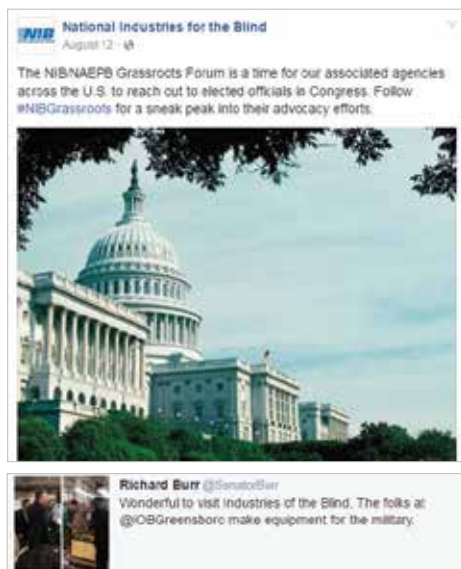 NIB
National Industries for the Blind
August 12
The NIB/NAEPB Grassroots Forum is a time for our associated agencies
across the U.S. to reach out to elected officials in Congress. Follow
#NIBGrassroots for a sneak peak into their advocacy efforts.
Richard Burr @SenatorBurr
Wonderful to visit Industries of the Blind. The folks at
@IOBGreensboro make equipment for the military.